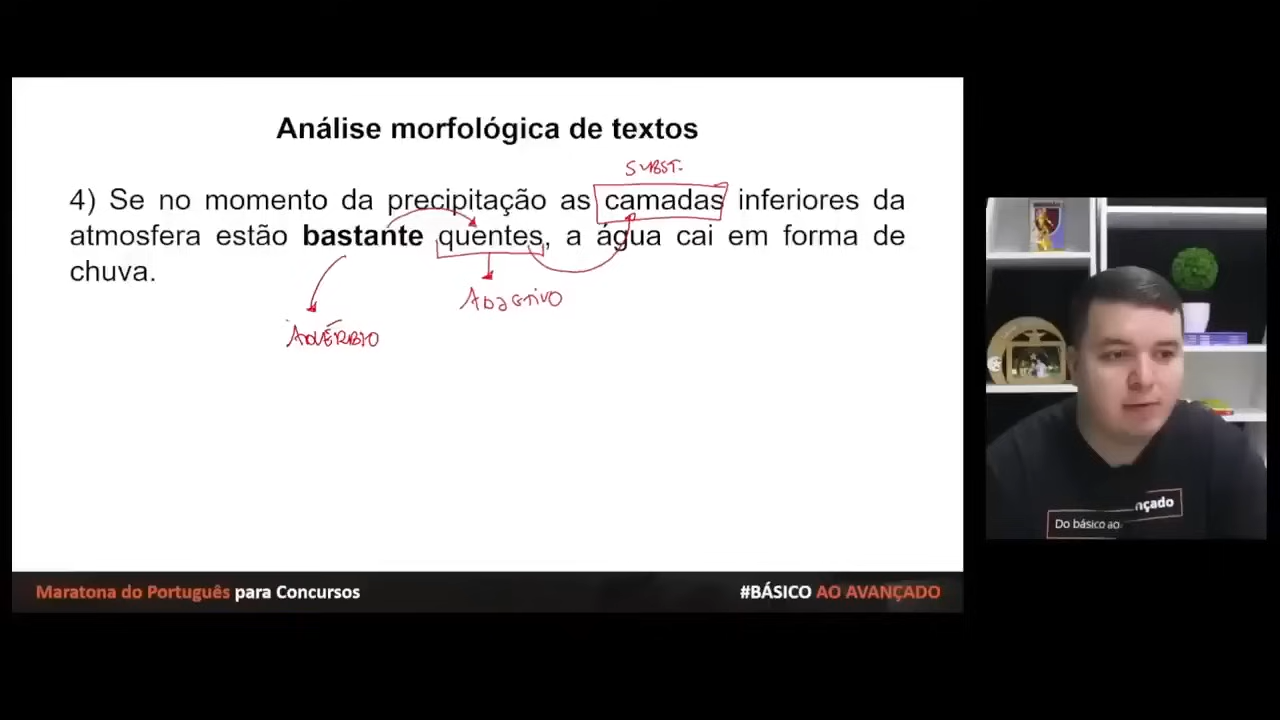 Análise morfológica de textos
SUBST.
4) Se no momento da precipitação as camadas inferiores da
atmosfera estão bastante quentes, a água cai em forma de
chuva.
ADJETIVO
ADVÉRBIO
nçado
Do básico ao
Maratona do Português para Concursos
#BÁSICO AO AVANÇADO